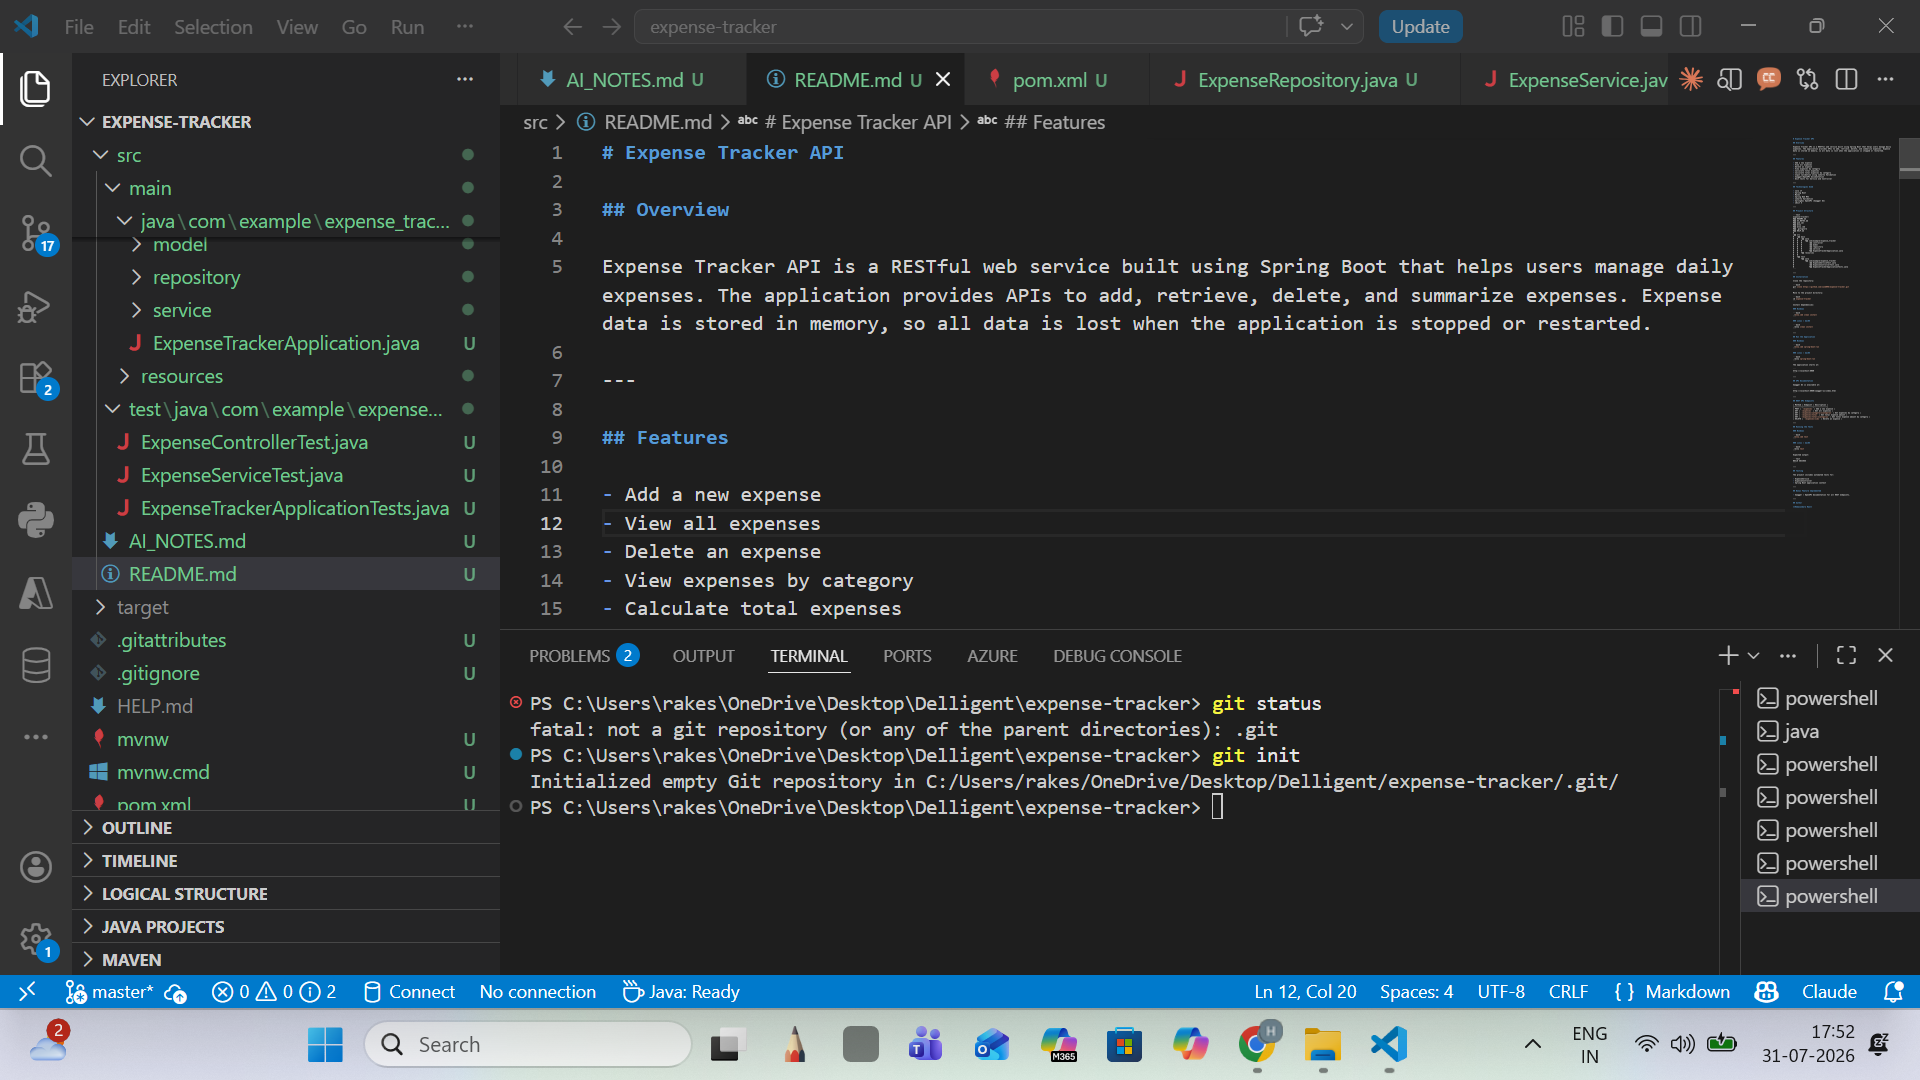 File Edit Selection View Go Run ···
expense-tracker
Update
EXPLORER
AI_NOTES.md U
README.md U
pom.xml U
ExpenseRepository.java U
ExpenseService.jav
CC
EXPENSE-TRACKER
src
main
java\com\example\expense_trac...
model
repository
service
ExpenseTrackerApplication.java U
resources
test\java\com\example\expense...
ExpenseControllerTest.java U
ExpenseServiceTest.java U
ExpenseTrackerApplicationTests.java U
AI_NOTES.md U
README.md U
target
.gitattributes U
.gitignore U
HELP.md
mvnw U
mvnw.cmd U
pom.xml U
OUTLINE
TIMELINE
LOGICAL STRUCTURE
JAVA PROJECTS
MAVEN
17
2
1
src > README.md > abc # Expense Tracker API > abc ## Features
1 # Expense Tracker API
2
3 ## Overview
4
5 Expense Tracker API is a RESTful web service built using Spring Boot that helps users manage daily
expenses. The application provides APIs to add, retrieve, delete, and summarize expenses. Expense
data is stored in memory, so all data is lost when the application is stopped or restarted.
6
7 ---
8
9 ## Features
10
11 - Add a new expense
12 - View all expenses
13 - Delete an expense
14 - View expenses by category
15 - Calculate total expenses
PROBLEMS 2 OUTPUT TERMINAL PORTS AZURE DEBUG CONSOLE
PS C:\Users\rakes\OneDrive\Desktop\Delligent\expense-tracker> git status
fatal: not a git repository (or any of the parent directories): .git
PS C:\Users\rakes\OneDrive\Desktop\Delligent\expense-tracker> git init
Initialized empty Git repository in C:/Users/rakes/OneDrive/Desktop/Delligent/expense-tracker/.git/
PS C:\Users\rakes\OneDrive\Desktop\Delligent\expense-tracker>
powershell
java
powershell
powershell
powershell
powershell
powershell
master* 0 0 2 Connect No connection Java: Ready
Ln 12, Col 20 Spaces: 4 UTF-8 CRLF { } Markdown Claude
2
Search
T
O
M365
H
ENG
IN
17:52
31-07-2026